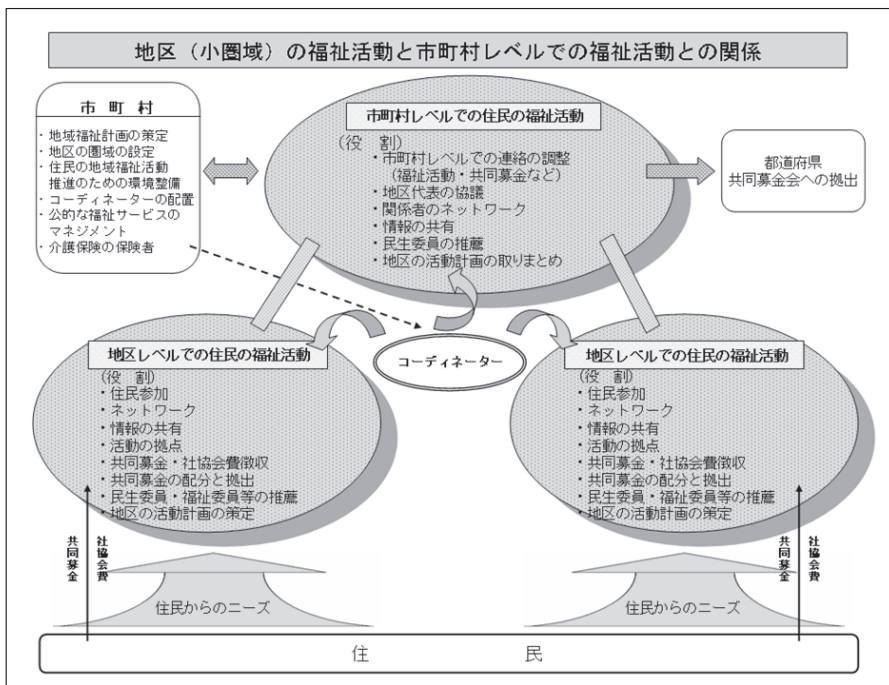 地区（小圏域）の福祉活動と市町村レベルでの福祉活動との関係
市 町 村
・地域福祉計画の策定
・地区の圏域の設定
・住民の地域福祉活動
推進のための環境整備
・コーディネーターの配置
・公的な福祉サービスの
マネジメント
・介護保険の保険者
市町村レベルでの住民の福祉活動
(役 割)
・市町村レベルでの連絡の調整
（福祉活動・共同募金など）
・地区代表の協議
・関係者のネットワーク
・情報の共有
・民生委員の推薦
・地区の活動計画の取りまとめ
都道府県
共同募金会への拠出
コーディネーター
地区レベルでの住民の福祉活動
(役 割)
・住民参加
・ネットワーク
・情報の共有
・活動の拠点
・共同募金・社協会費徴収
・共同募金の配分と拠出
・民生委員・福祉委員等の推薦
・地区の活動計画の策定
地区レベルでの住民の福祉活動
(役 割)
・住民参加
・ネットワーク
・情報の共有
・活動の拠点
・共同募金・社協会費徴収
・共同募金の配分と拠出
・民生委員・福祉委員等の推薦
・地区の活動計画の策定
共同募金
社協会費
共同募金
社協会費
住民からのニーズ
住民からのニーズ
住 民